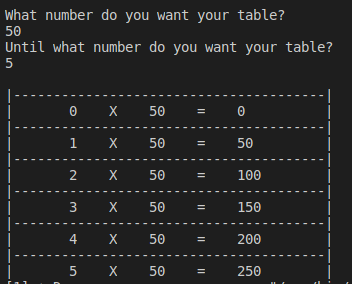 What number do you want your table?
50
Until what number do you want your table?
5
|---------------------------------------|
|       0    X    50    =    0          |
|---------------------------------------|
|       1    X    50    =    50         |
|---------------------------------------|
|       2    X    50    =    100        |
|---------------------------------------|
|       3    X    50    =    150        |
|---------------------------------------|
|       4    X    50    =    200        |
|---------------------------------------|
|       5    X    50    =    250        |